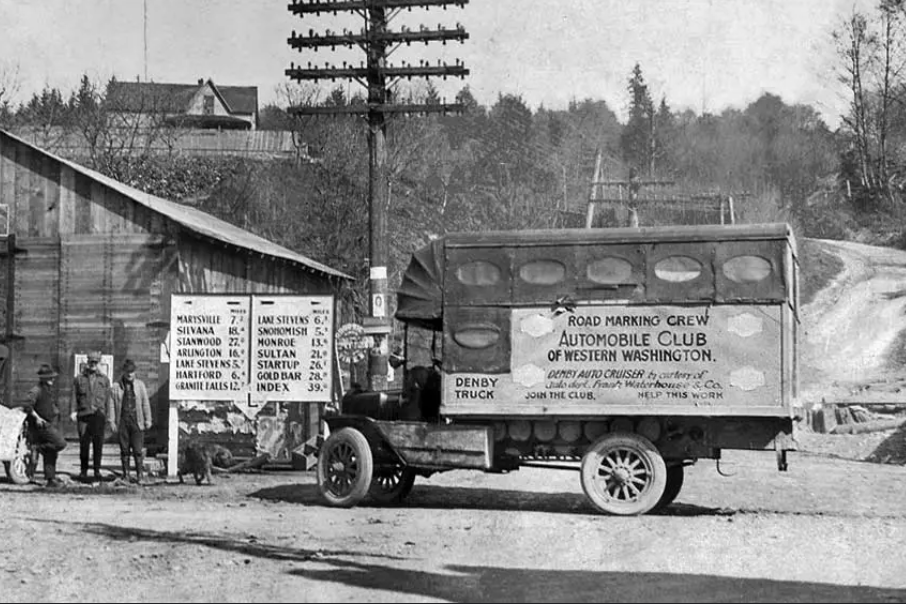 MILES
MARYSVILLE 7.
SILVANA 18.
STANWOOD 27.
ARLINGTON 16.
LAKE STEVENS 5.
HARTFORD 6.
GRANITE FALLS 12.
MILES
LAKE STEVENS 6.
SNOHOMISH 5.
MONROE 13.
SULTAN 21.
STARTUP 26.
GOLD BAR 28.
INDEX 39.
DENBY
TRUCK
ROAD MARKING CREW
AUTOMOBILE CLUB
OF WESTERN WASHINGTON.
DENBY AUTO CRUISER by courtesy of
auto dept. Frank Waterhouse & Co.
JOIN THE CLUB. HELP THIS WORK